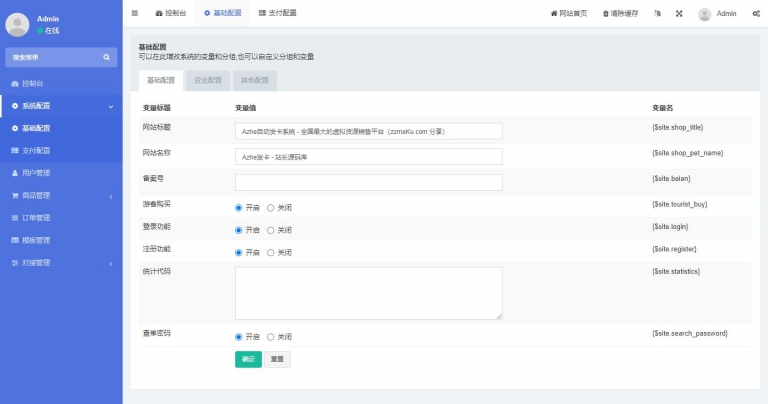 Admin
在线
搜索菜单
控制台
系统配置
基础配置
支付配置
用户管理
商品管理
订单管理
模板管理
对接管理
控制台 基础配置 支付配置
网站首页 清除缓存 Admin
基础配置
可以在此增改系统的变量和分组,也可以自定义分组和变量
基础配置 资金配置 其他配置
变量标题 变量值 变量名
网站标题 Azhe自动发卡系统 - 全国最大的虚拟资源销售平台（zzmaKu.com 分享） {$site.shop_title}
网站名称 Azhe发卡 - 站长源码库 {$site.shop_pet_name}
备案号 {$site.beian}
游客购买 开启 关闭 {$site.tourist_buy}
登录功能 开启 关闭 {$site.login}
注册功能 开启 关闭 {$site.register}
统计代码 {$site.statistics}
查单密码 开启 关闭 {$site.search_password}
确定 重置